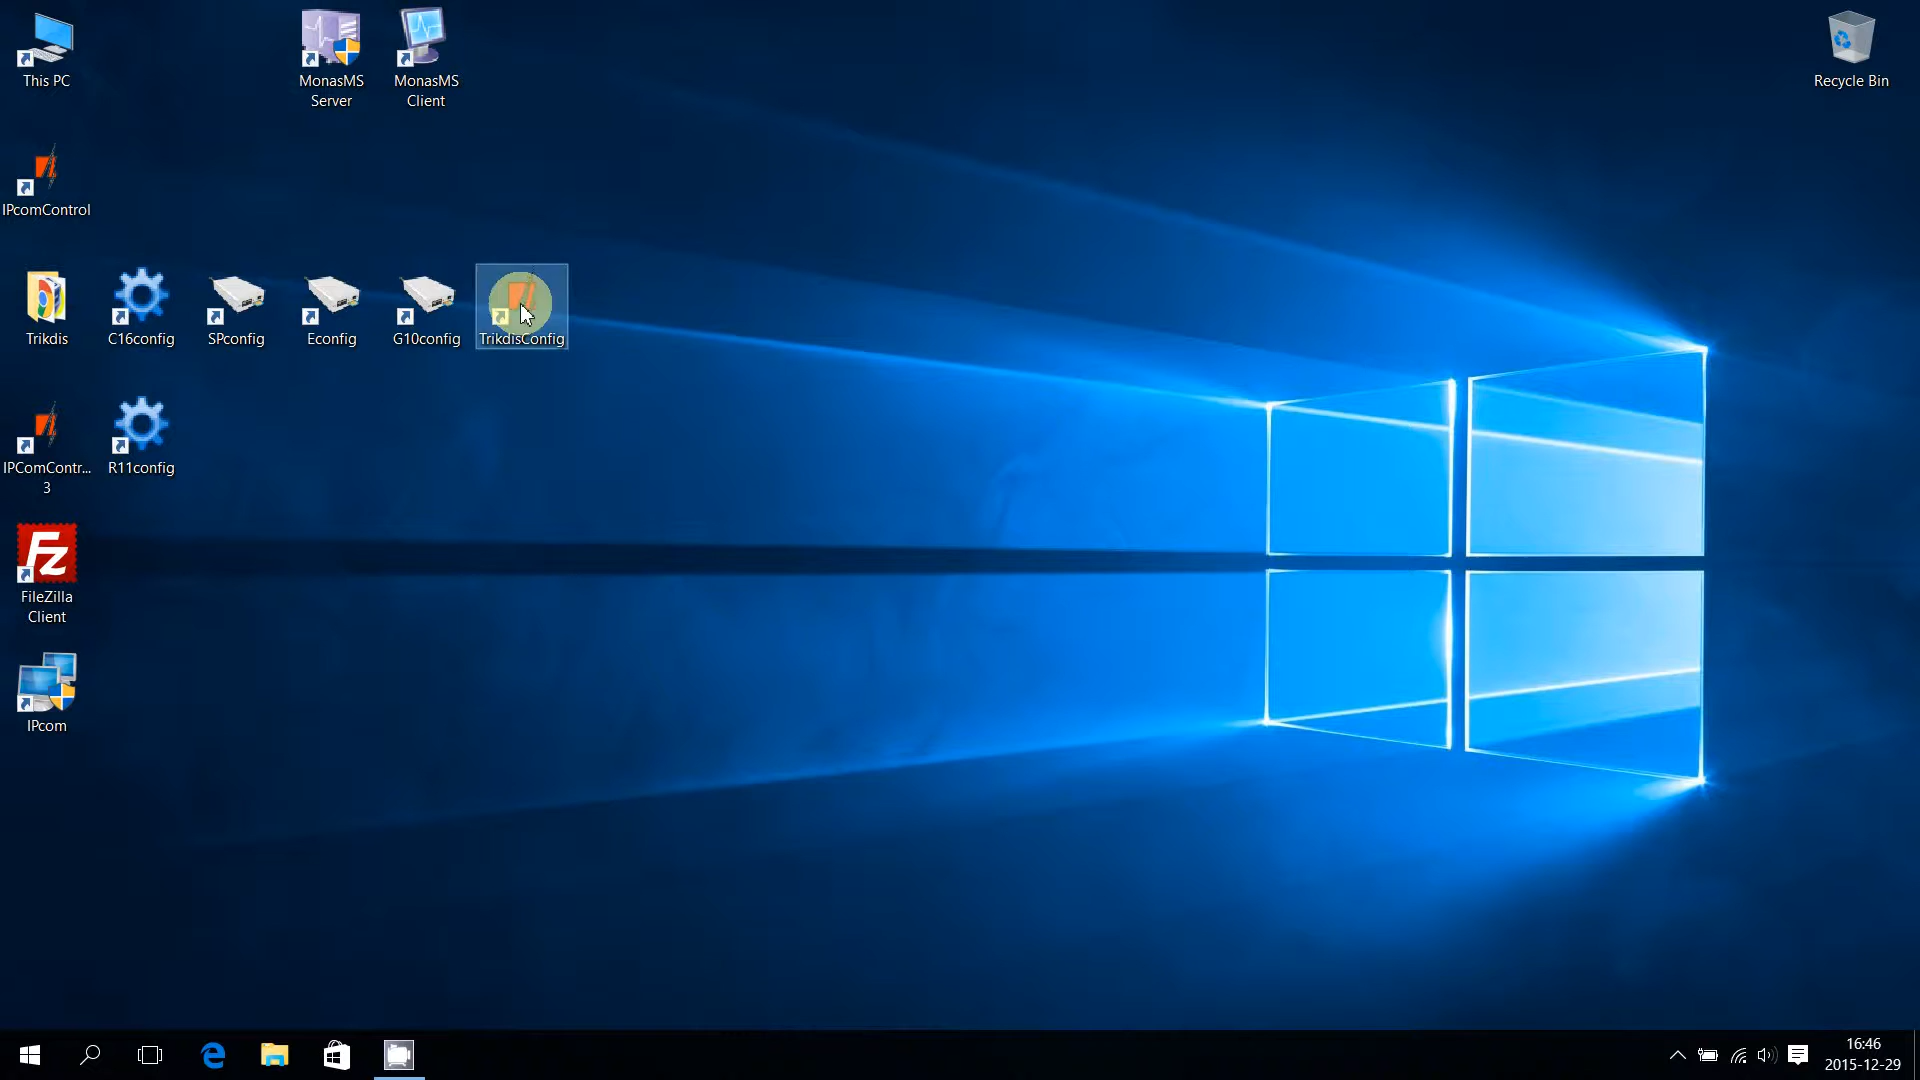 This PC
MonasMS
Server
MonasMS
Client
Recycle Bin
IPcomControl
Trikdis
C16config
SPconfig
Econfig
G10config
TrikdisConfig
IPComContr...
3
R11config
Fz
FileZilla
Client
IPcom
16:46
2015-12-29